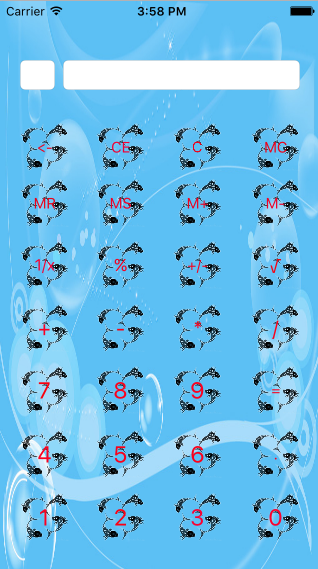 Carrier 3:58 PM
<- CE C MC
MR MS M+ M-
1/x % +/- √
+ - * /
7 8 9 =
4 5 6 .
1 2 3 0